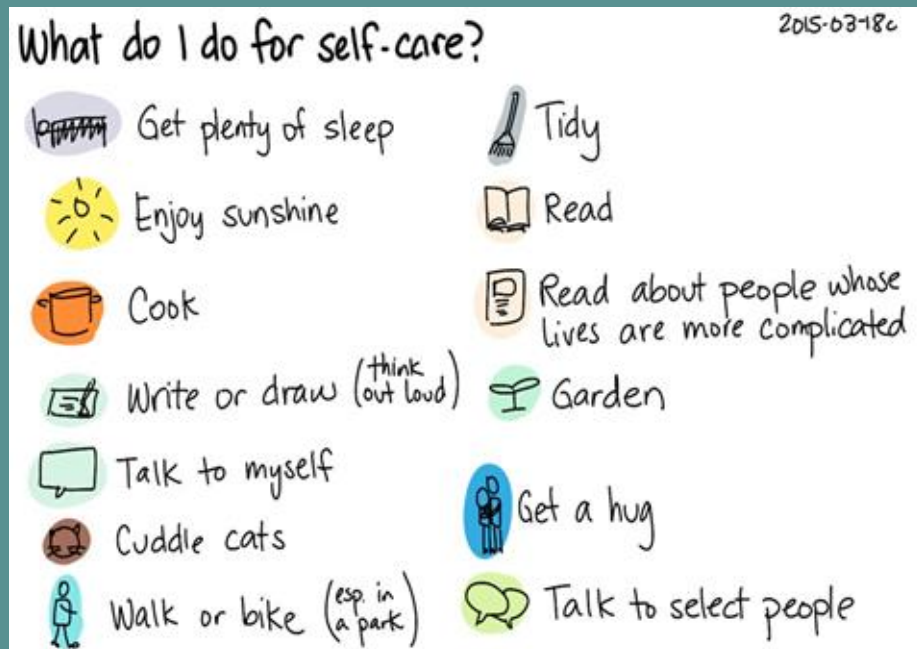 What do I do for self-care?
2015-03-18c
Get plenty of sleep
Enjoy sunshine
Cook
Write or draw (think
out loud)
Talk to myself
Cuddle cats
Walk or bike (esp. in
a park)
Tidy
Read
Read about people whose
lives are more complicated
Garden
Get a hug
Talk to select people